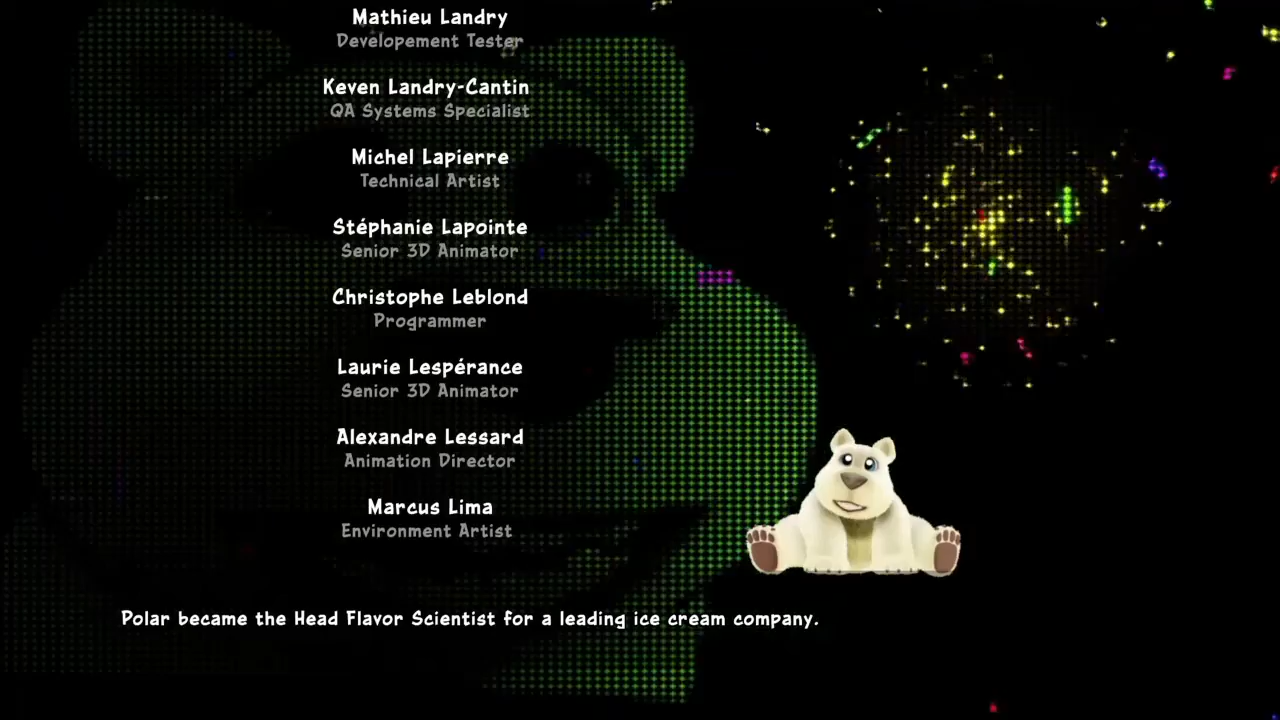 Mathieu Landry
Developement Tester
Keven Landry-Cantin
QA Systems Specialist
Michel Lapierre
Technical Artist
Stéphanie Lapointe
Senior 3D Animator
Christophe Leblond
Programmer
Laurie Lespérance
Senior 3D Animator
Alexandre Lessard
Animation Director
Marcus Lima
Environment Artist
Polar became the Head Flavor Scientist for a leading ice cream company.